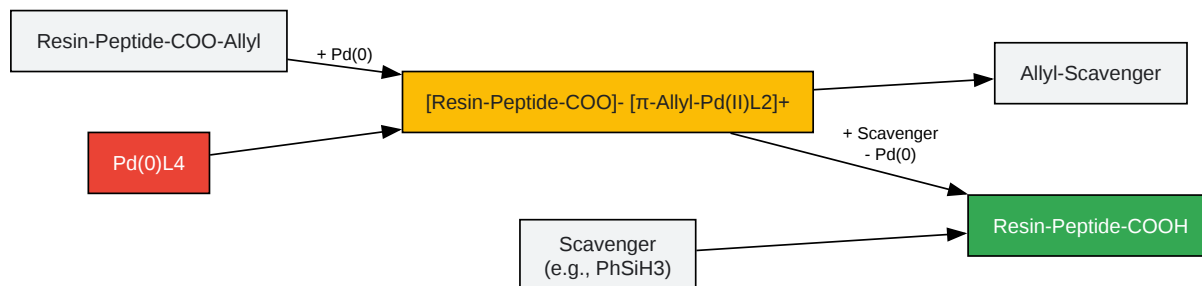 Resin-Peptide-COO-Allyl
+ Pd(0)
Pd(0)L4
[Resin-Peptide-COO]- [π-Allyl-Pd(II)L2]+
Allyl-Scavenger
+ Scavenger
- Pd(0)
Scavenger
(e.g., PhSiH3)
Resin-Peptide-COOH